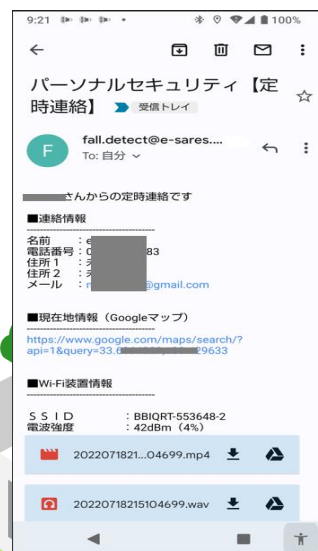 9:21
100%
パーソナルセキュリティ【定
時連絡】 受信トレイ
F
fall.detect@e-sares....
To: 自分
さんからの定時連絡です
■連絡情報
名前 : e
電話番号 : 0 83
住所1 :
住所2 :
メール : @gmail.com
■現在地情報（Googleマップ）
https://www.google.com/maps/search/?
api=1&query=33. 29633
■Wi-Fi装置情報
ＳＳＩＤ : BBIQRT-553648-2
電波強度 : 42dBm（4%）
2022071821...04699.mp4
20220718215104699.wav